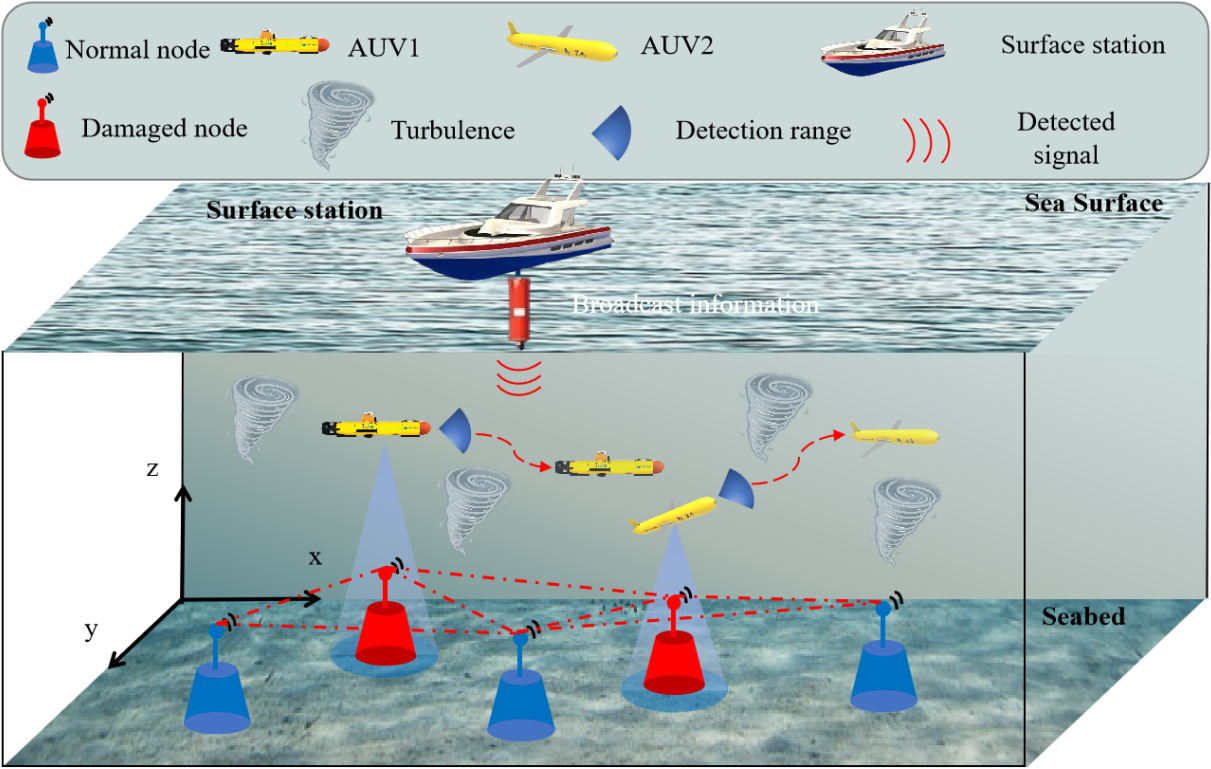 Normal node
AUV1
AUV2
Surface station
Damaged node
Turbulence
Detection range
Detected
signal
Surface station
Sea Surface
Broadcast information
z
x
y
Seabed